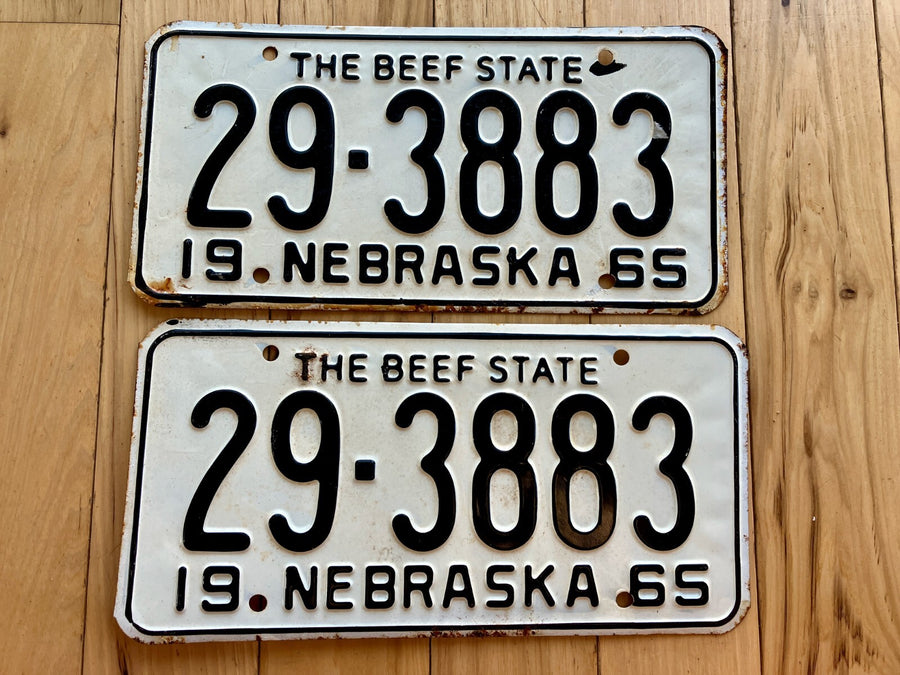 THE BEEF STATE
29-3883
19 NEBRASKA 65
THE BEEF STATE
29-3883
19 NEBRASKA 65